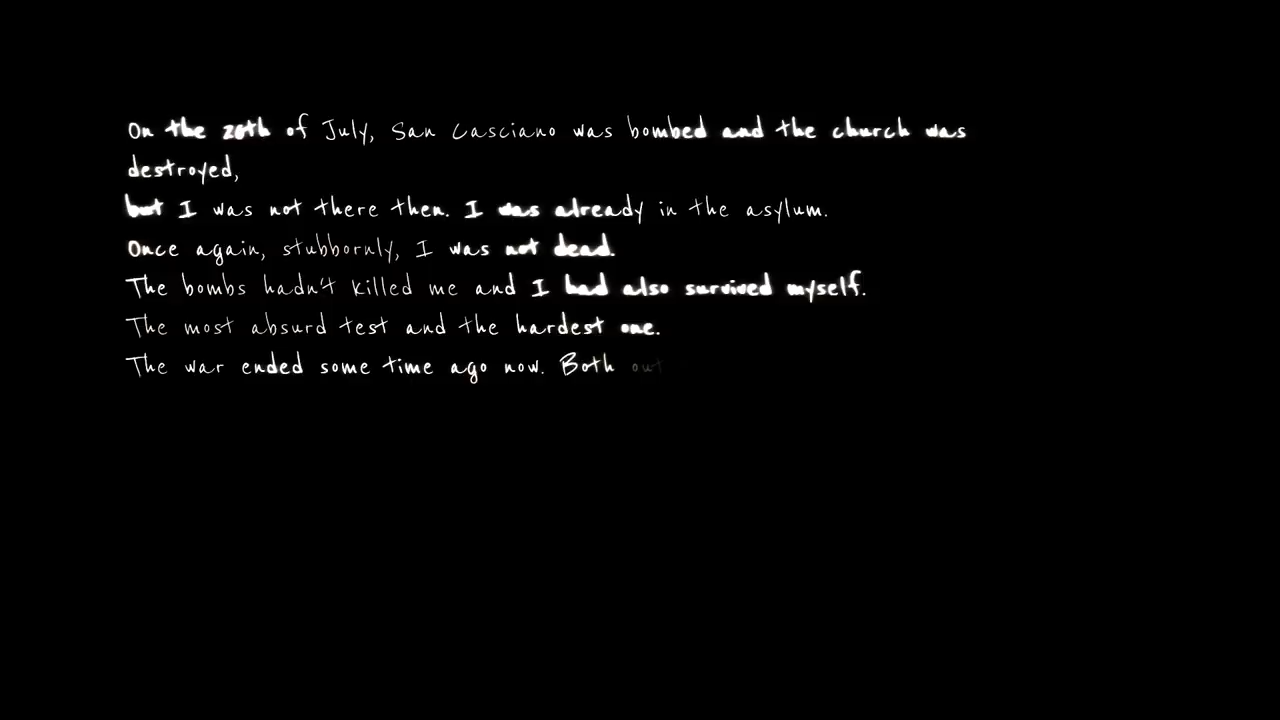 On the 26th of July, San Casciano was bombed and the church was
destroyed,
but I was not there then. I was already in the asylum.
Once again, stubbornly, I was not dead.
The bombs hadn't killed me and I had also survived myself.
The most absurd test and the hardest one.
The war ended some time ago now. Both out